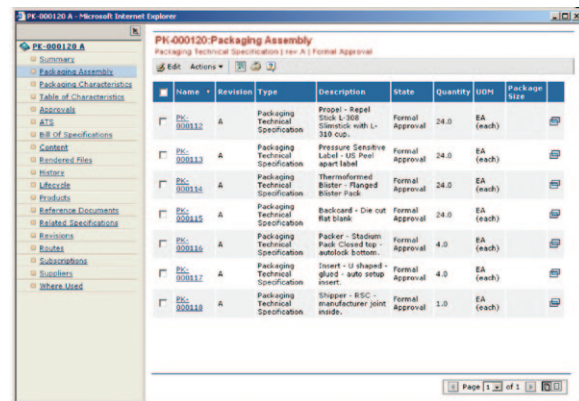 PK-000120 A - Microsoft Internet Explorer
PK-000120 A
Summary
Packaging Assembly
Packaging Characteristics
Table of Characteristics
Approvals
ATS
Bill Of Specifications
Content
Rendered Files
History
Lifecycle
Products
Reference Documents
Related Specifications
Revisions
Routes
Subscriptions
Suppliers
Where Used
PK-000120:Packaging Assembly
Packaging Technical Specification | rev A | Formal Approval
Edit Actions
Name Revision Type Description State Quantity UOM Package Size
PK-000112 A Packaging Technical Specification Propel - Repel Stick L-308 Slimstick with L-310 cup. Formal Approval 24.0 EA (each)
PK-000113 A Packaging Technical Specification Pressure Sensitive Label - US Peel apart label Formal Approval 24.0 EA (each)
PK-000114 A Packaging Technical Specification Thermoformed Blister - Flanged Blister Pack Formal Approval 24.0 EA (each)
PK-000115 A Packaging Technical Specification Backcard - Die cut flat blank Formal Approval 24.0 EA (each)
PK-000116 A Packaging Technical Specification Packer - Stadium Pack Closed top - autolock bottom. Formal Approval 4.0 EA (each)
PK-000117 A Packaging Technical Specification Insert - U shaped - glued - auto setup insert. Formal Approval 4.0 EA (each)
PK-000118 A Packaging Technical Specification Shipper - RSC - manufacturer joint inside. Formal Approval 1.0 EA (each)
Page 1 of 1